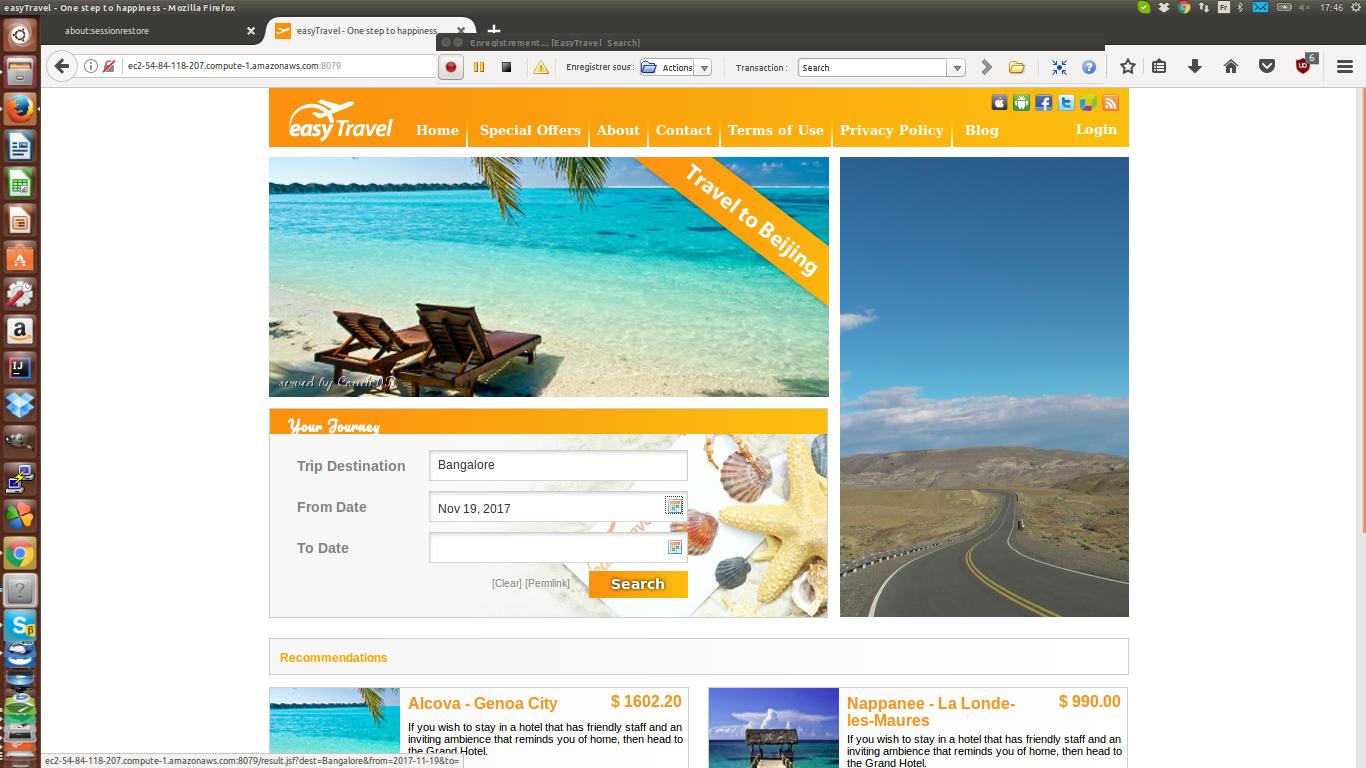 easyTravel - One step to happiness - Mozilla Firefox
Fr
17:46
about:sessionrestore
easyTravel - One step to happiness
Enregistrement... [EasyTravel Search]
ec2-54-84-118-207.compute-1.amazonaws.com:8079
Enregistrer sous :
Actions
Transaction :
Search
6
easyTravel
Home
Special Offers
About
Contact
Terms of Use
Privacy Policy
Blog
Login
Travel to Beijing
served by
Your Journey
Trip Destination
Bangalore
From Date
Nov 19, 2017
To Date
[Clear] [Permlink]
Search
Recommendations
Alcova - Genoa City
$ 1602.20
If you wish to stay in a hotel that has friendly staff and an
inviting ambience that reminds you of home, then head to
the Grand Hotel.
Nappanee - La Londe-
les-Maures
$ 990.00
If you wish to stay in a hotel that has friendly staff and an
inviting ambience that reminds you of home, then head to
the Grand Hotel.
ec2-54-84-118-207.compute-1.amazonaws.com:8079/result.jsf?dest=Bangalore&from=2017-11-19&to=